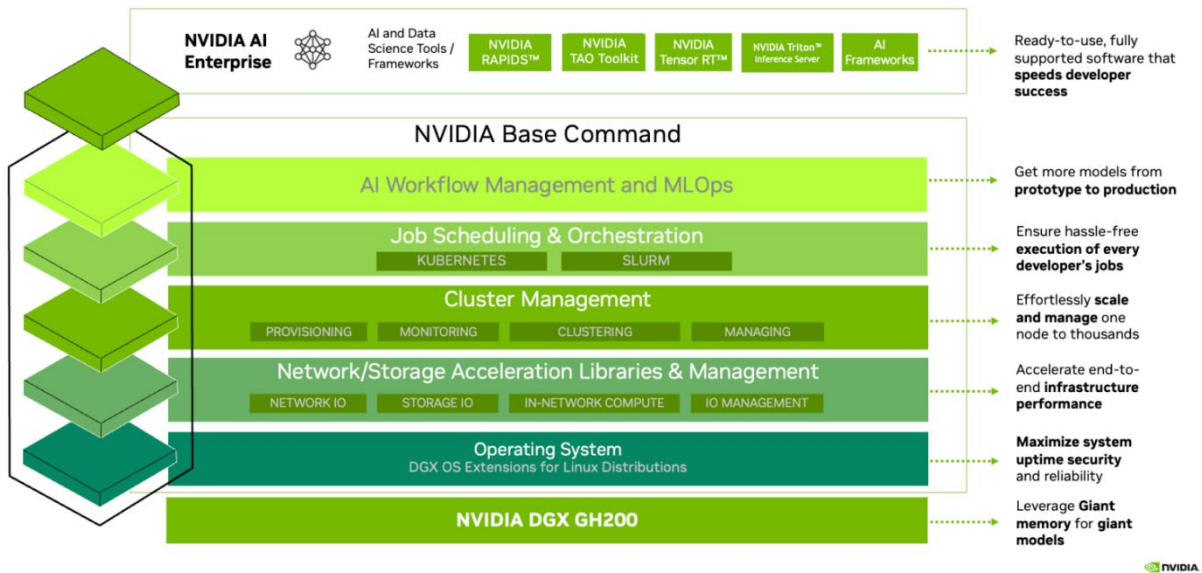 NVIDIA AI
Enterprise
AI and Data
Science Tools /
Frameworks
NVIDIA
RAPIDS™
NVIDIA
TAO Toolkit
NVIDIA
Tensor RT™
NVIDIA Triton™
Inference Server
AI
Frameworks
Ready-to-use, fully
supported software that
speeds developer
success
NVIDIA Base Command
AI Workflow Management and MLOps
Get more models from
prototype to production
Job Scheduling & Orchestration
KUBERNETES
SLURM
Ensure hassle-free
execution of every
developer's jobs
Cluster Management
PROVISIONING
MONITORING
CLUSTERING
MANAGING
Effortlessly scale
and manage one
node to thousands
Network/Storage Acceleration Libraries & Management
NETWORK IO
STORAGE IO
IN-NETWORK COMPUTE
IO MANAGEMENT
Accelerate end-to-
end infrastructure
performance
Operating System
DGX OS Extensions for Linux Distributions
Maximize system
uptime security
and reliability
NVIDIA DGX GH200
Leverage Giant
memory for giant
models
NVIDIA.